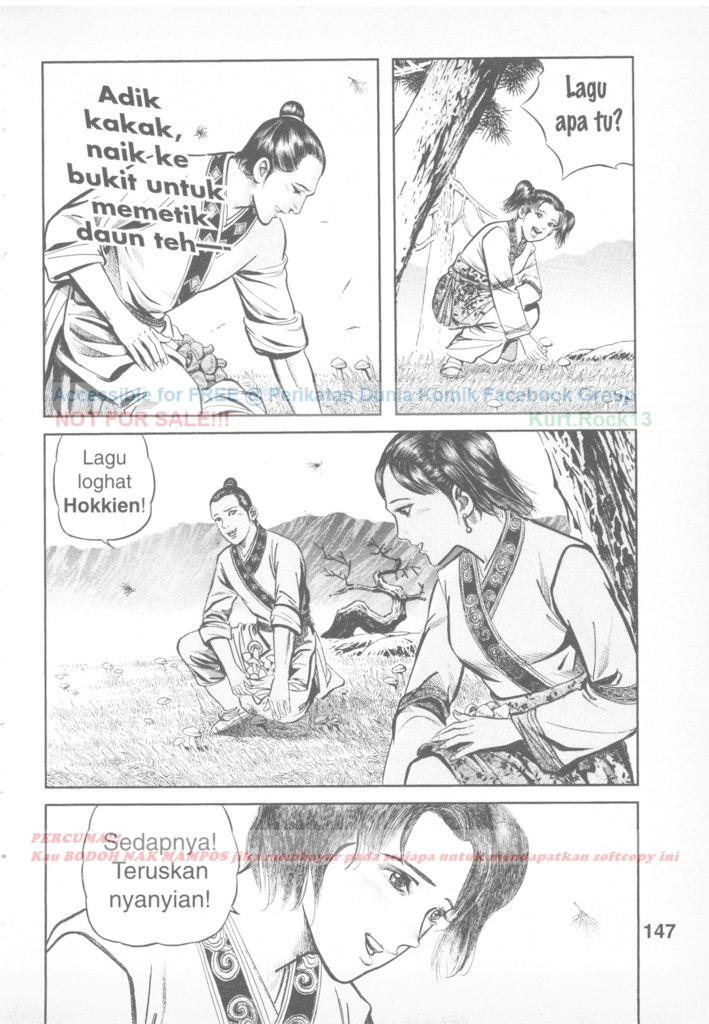 Adik
kakak,
naik ke
bukit untuk
memetik
daun teh—
Lagu
apa tu?
Accessible for FREE @ Perikatan Dunia Komik Facebook Group
NOT FOR SALE!!!
Kurt.Rock13
Lagu
loghat
Hokkien!
Sedapnya!
Teruskan
nyanyian!
PERCUMA!!
Kau BODOH NAK MAMPOS jika membayar pada sesiapa untuk mendapatkan softcopy ini
147